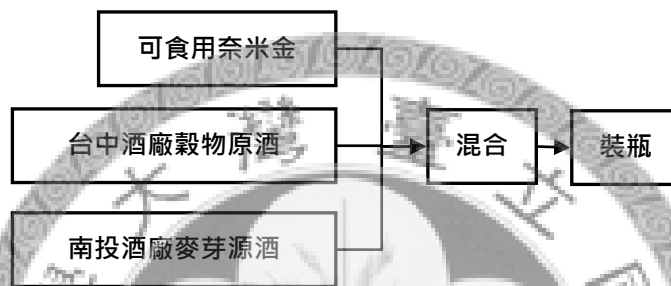 可食用奈米金
台中酒廠穀物原酒
混合
裝瓶
南投酒廠麥芽源酒